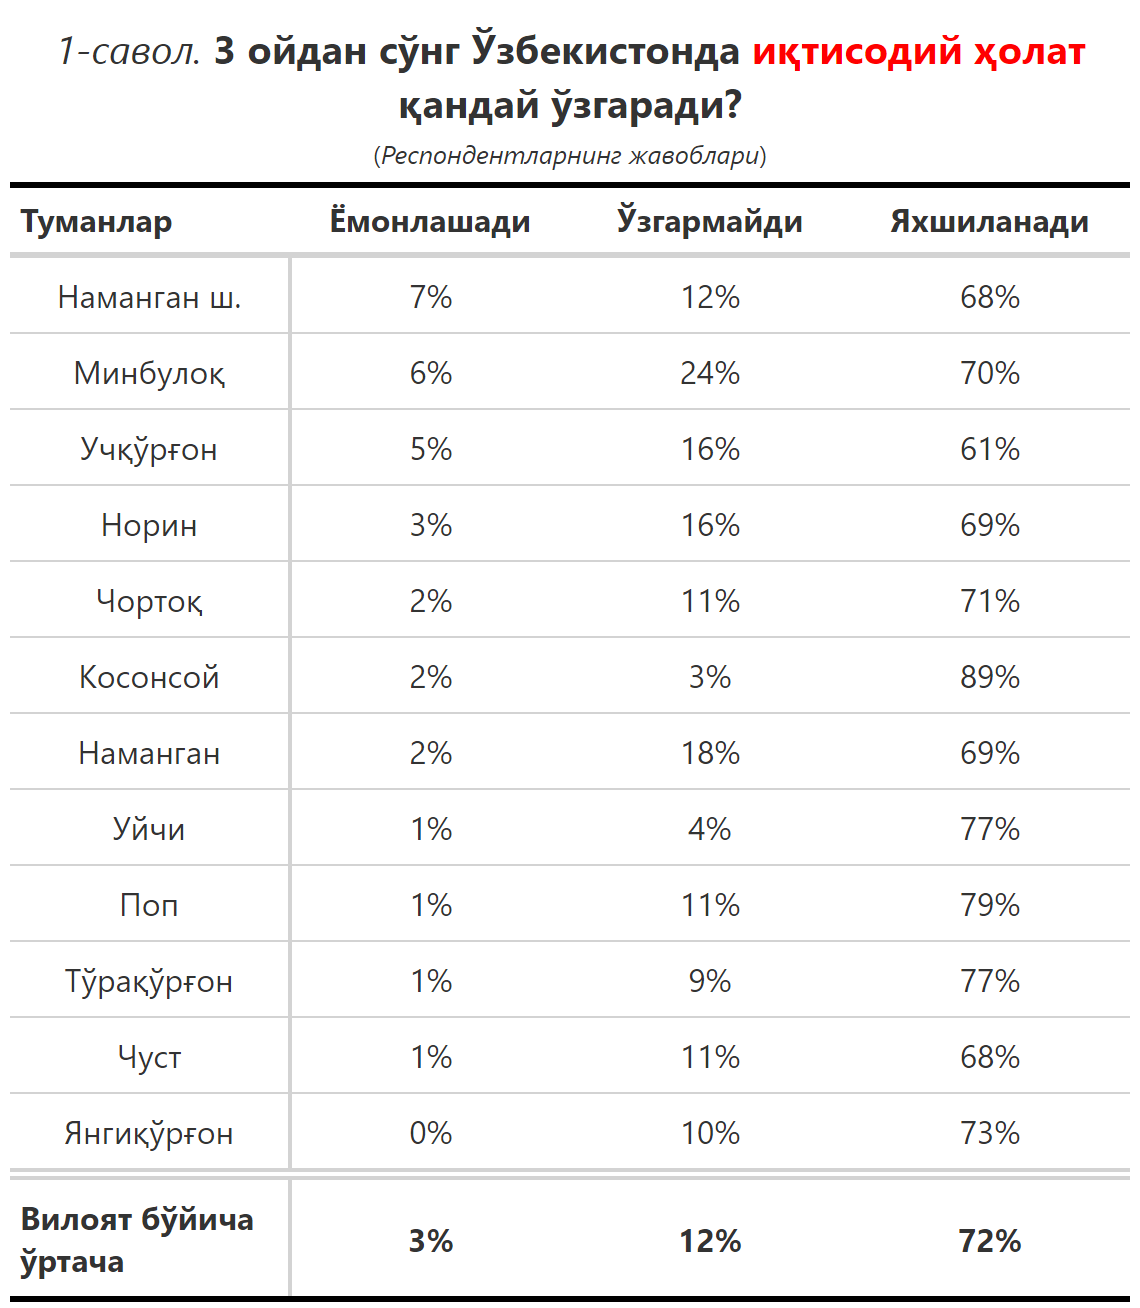 1-савол. 3 ойдан сўнг Ўзбекистонда иқтисодий ҳолат
қандай ўзгаради?
(Респондентларнинг жавоблари)
Туманлар Ёмонлашади Ўзгармайди Яхшиланади
Наманган ш. 7% 12% 68%
Минбулоқ 6% 24% 70%
Учқўрғон 5% 16% 61%
Норин 3% 16% 69%
Чортоқ 2% 11% 71%
Косонсой 2% 3% 89%
Наманган 2% 18% 69%
Уйчи 1% 4% 77%
Поп 1% 11% 79%
Тўрақўрғон 1% 9% 77%
Чуст 1% 11% 68%
Янгиқўрғон 0% 10% 73%
Вилоят бўйича
ўртача 3% 12% 72%